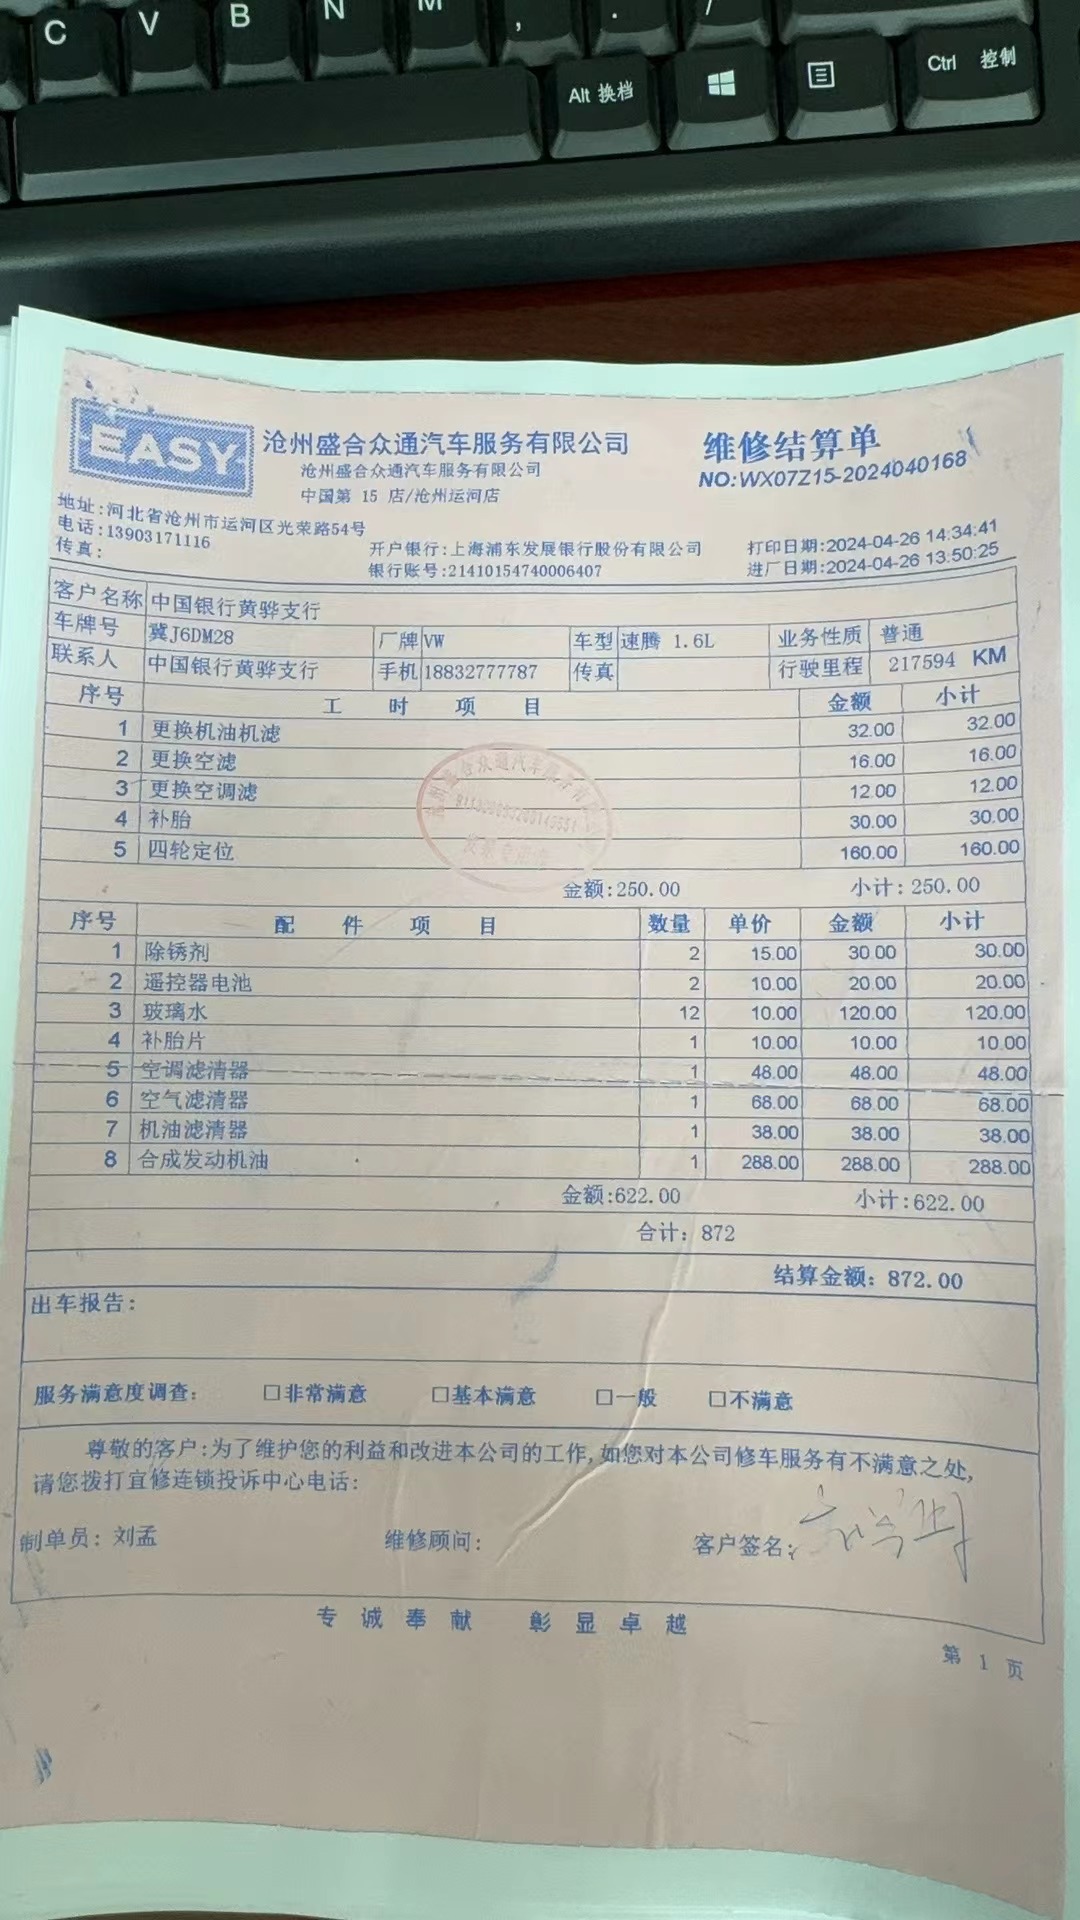 C V B N M , . /
Alt 换档 Ctrl 控制
EASY 沧州盛合众通汽车服务有限公司 维修结算单
沧州盛合众通汽车服务有限公司 NO:WX07Z15-2024040168
中国第 15 店/沧州运河店
地址:河北省沧州市运河区光荣路54号
电话:13903171116 开户银行:上海浦东发展银行股份有限公司 打印日期:2024-04-26 14:34:41
传真: 银行账号:21410154740006407 进厂日期:2024-04-26 13:50:25
客户名称 中国银行黄骅支行
车牌号 冀J6DM28 厂牌 VW 车型 速腾 1.6L 业务性质 普通
联系人 中国银行黄骅支行 手机 18832777787 传真 行驶里程 217594 KM
序号 工时项目 金额 小计
1 更换机油机滤 32.00 32.00
2 更换空滤 16.00 16.00
3 更换空调滤 12.00 12.00
4 补胎 30.00 30.00
5 四轮定位 160.00 160.00
金额:250.00 小计:250.00
序号 配件项目 数量 单价 金额 小计
1 除锈剂 2 15.00 30.00 30.00
2 遥控器电池 2 10.00 20.00 20.00
3 玻璃水 12 10.00 120.00 120.00
4 补胎片 1 10.00 10.00 10.00
5 空调滤清器 1 48.00 48.00 48.00
6 空气滤清器 1 68.00 68.00 68.00
7 机油滤清器 1 38.00 38.00 38.00
8 合成发动机油 1 288.00 288.00 288.00
金额:622.00 小计:622.00
合计: 872
结算金额: 872.00
出车报告:
服务满意度调查: □非常满意 □基本满意 □一般 □不满意
尊敬的客户:为了维护您的利益和改进本公司的工作,如您对本公司修车服务有不满意之处,
请您拨打宜修连锁投诉中心电话:
制单员: 刘孟 维修顾问: 客户签名:
专诚奉献 彰显卓越
第 1 页